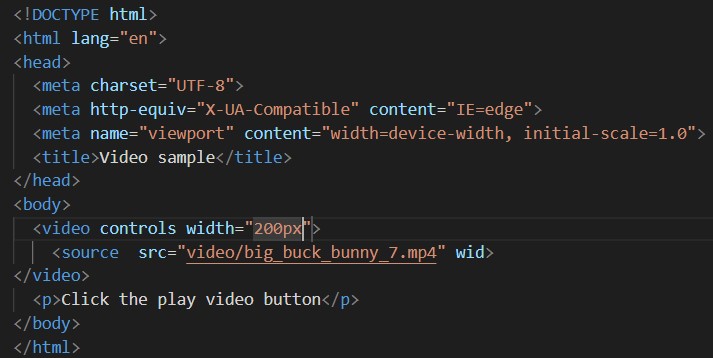 <!DOCTYPE html>
<html lang="en">
<head>
  <meta charset="UTF-8">
  <meta http-equiv="X-UA-Compatible" content="IE=edge">
  <meta name="viewport" content="width=device-width, initial-scale=1.0">
  <title>Video sample</title>
</head>
<body>
  <video controls width="200px">
    <source  src="video/big_buck_bunny_7.mp4" wid>
</video>
  <p>Click the play video button</p>
</body>
</html>